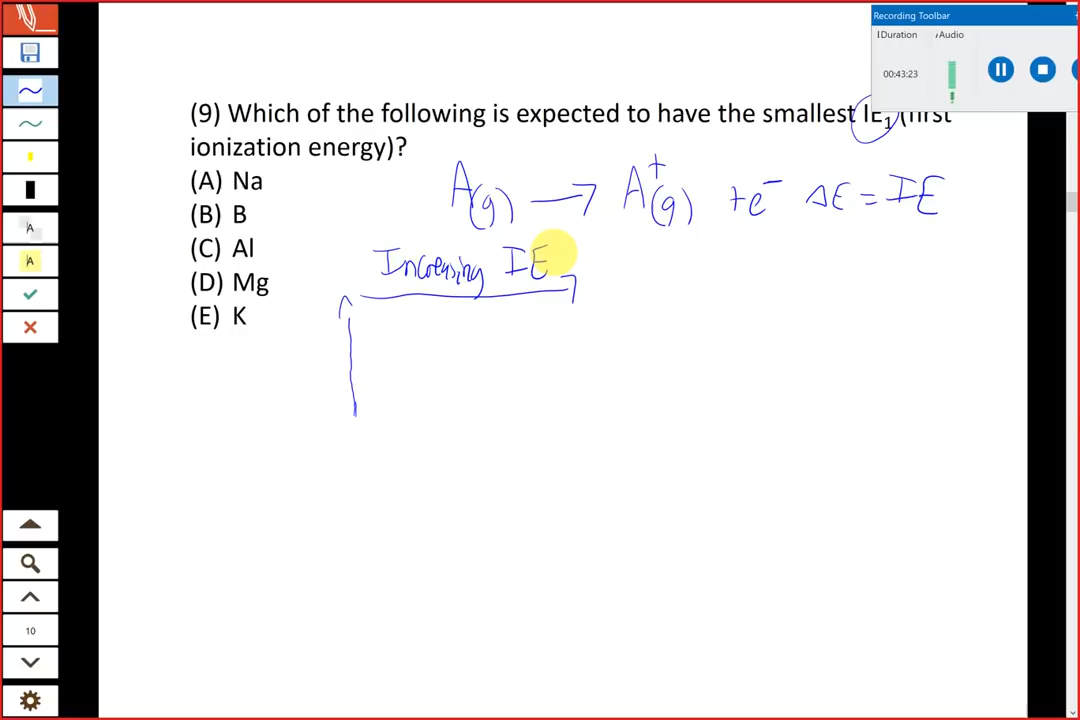 Recording Toolbar
Duration
Audio
00:43:23
(9) Which of the following is expected to have the smallest IE1 (first
ionization energy)?
(A) Na
(B) B
(C) Al
(D) Mg
(E) K
A(g) → A+(g) + e− ΔE = IE
Increasing IE
A
A
10